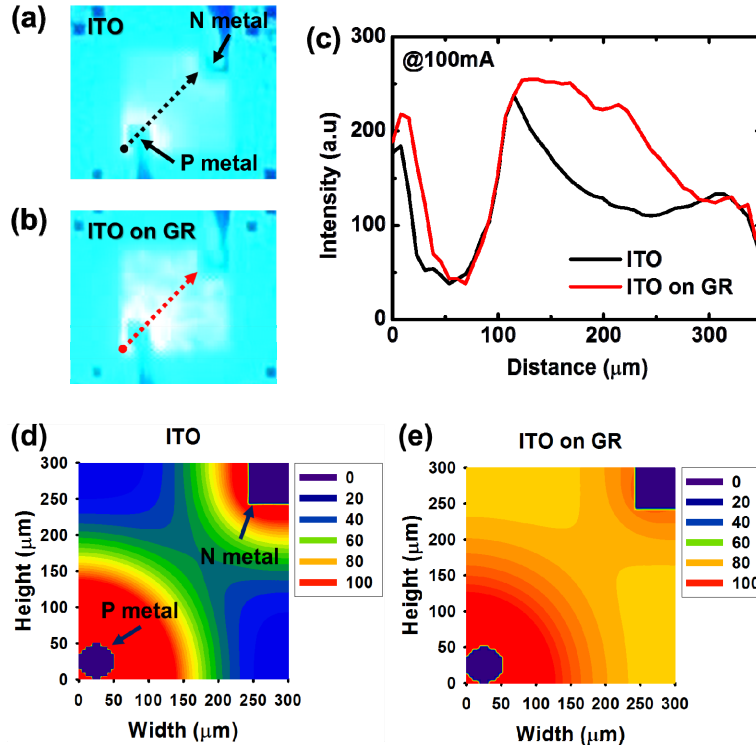 (a)
ITO
N metal
P metal
(b)
ITO on GR
(c)
@100mA
Intensity (a.u)
300
200
100
0
0
100
200
300
Distance (μm)
ITO
ITO on GR
(d)
ITO
Height (μm)
300
250
200
150
100
50
0
0 50 100 150 200 250 300
Width (μm)
N metal
P metal
0
20
40
60
80
100
(e)
ITO on GR
Height (μm)
300
250
200
150
100
50
0
0 50 100 150 200 250 300
Width (μm)
0
20
40
60
80
100